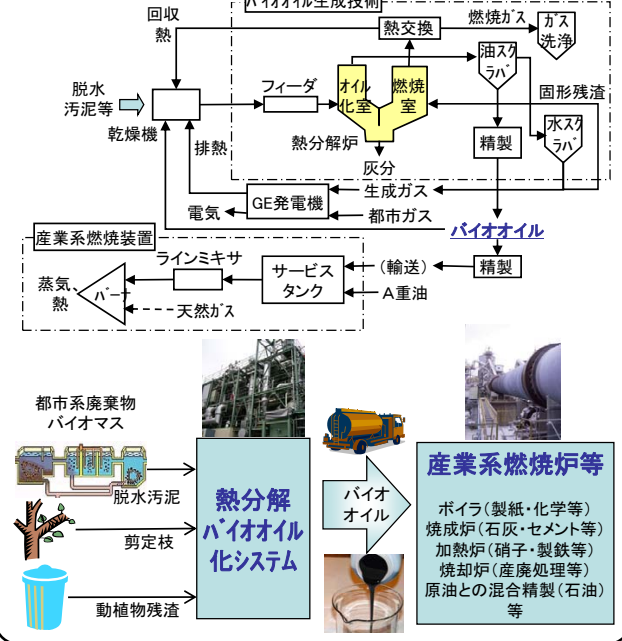 バイオオイル生成技術
回収
熱
熱交換
燃焼ガス
ガス
洗浄
脱水
汚泥等
乾燥機
フィーダ
オイル
化室
燃焼
室
油スク
ラバ
固形残渣
水スク
ラバ
熱分解炉
灰分
精製
排熱
GE発電機
生成ガス
都市ガス
電気
バイオオイル
精製
産業系燃焼装置
ラインミキサ
サービス
タンク
(輸送)
A重油
蒸気
熱
バーナ
天然ガス
都市系廃棄物
バイオマス
脱水汚泥
剪定枝
動植物残渣
熱分解
バイオオイル
化システム
バイオ
オイル
産業系燃焼炉等
ボイラ(製紙・化学等)
焼成炉(石灰・セメント等)
加熱炉(硝子・製鉄等)
焼却炉(産廃処理等)
原油との混合精製(石油)
等